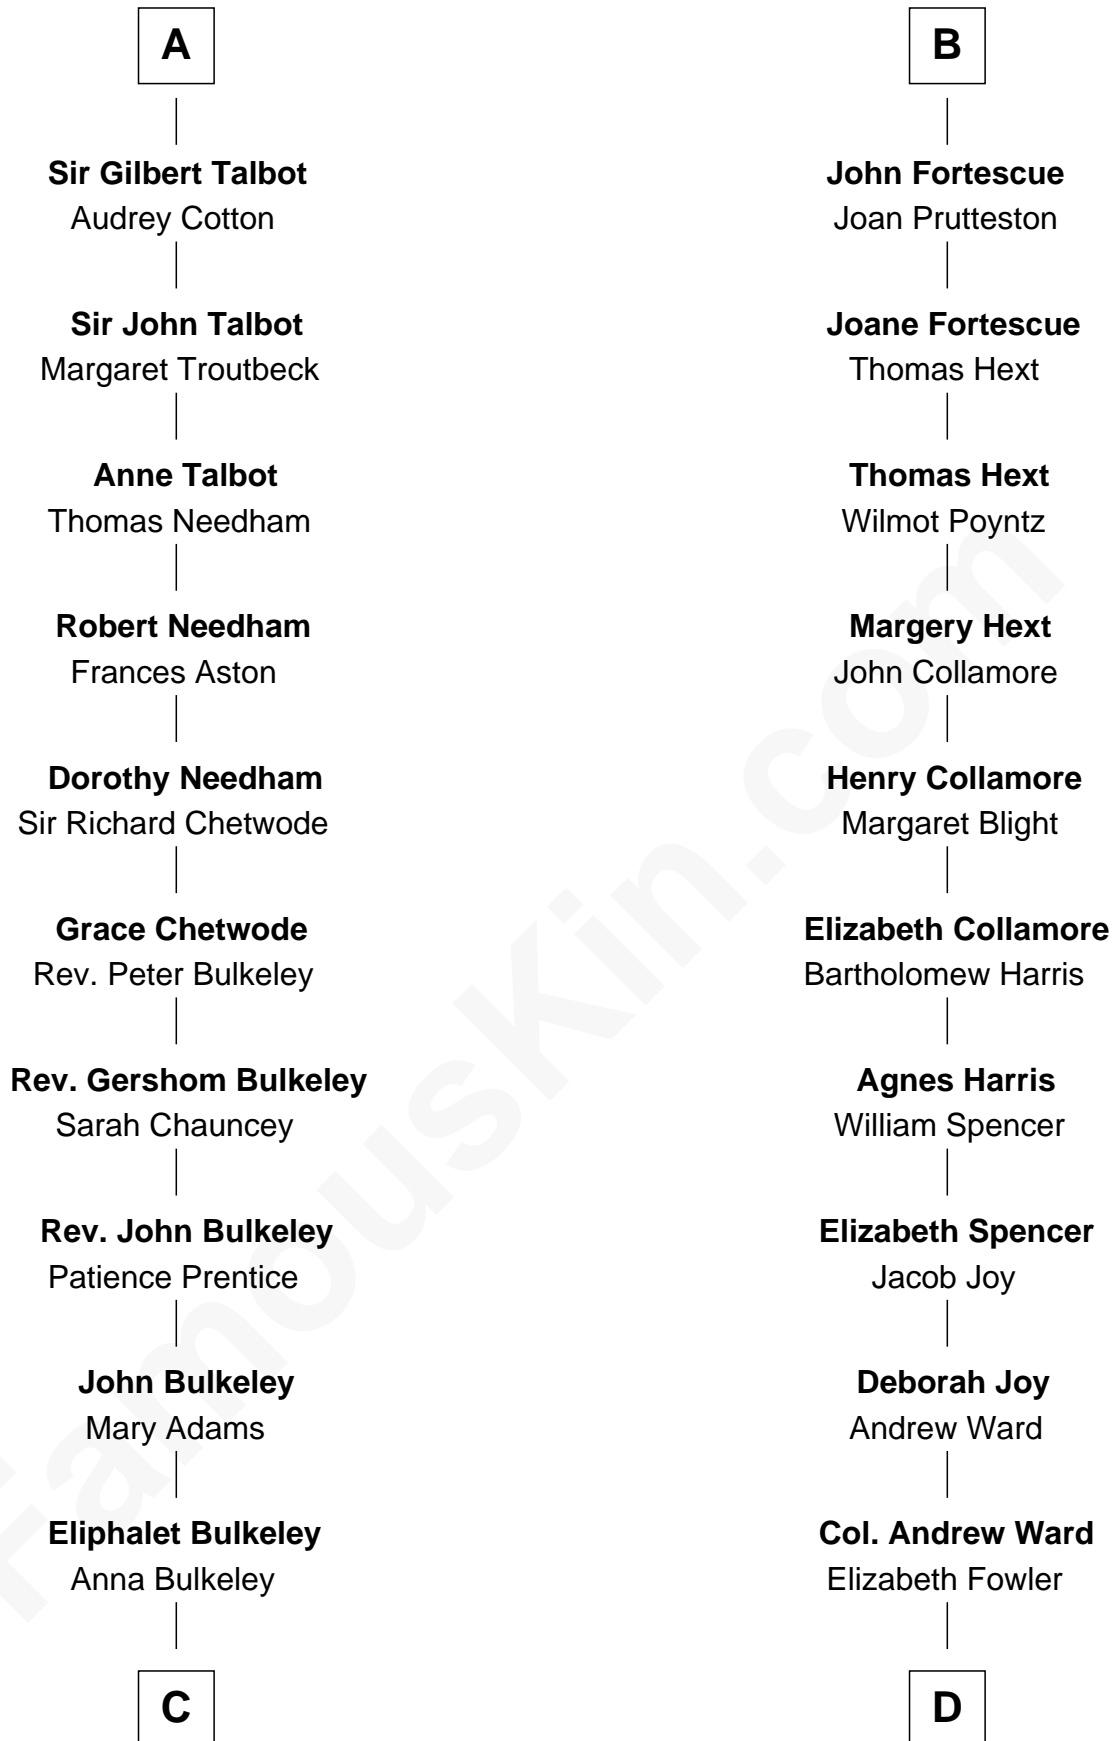 A
Sir Gilbert Talbot
Audrey Cotton
Sir John Talbot
Margaret Troutbeck
Anne Talbot
Thomas Needham
Robert Needham
Frances Aston
Dorothy Needham
Sir Richard Chetwode
Grace Chetwode
Rev. Peter Bulkeley
Rev. Gershom Bulkeley
Sarah Chauncey
Rev. John Bulkeley
Patience Prentice
John Bulkeley
Mary Adams
Eliphalet Bulkeley
Anna Bulkeley
C
B
John Fortescue
Joan Prutteston
Joane Fortescue
Thomas Hext
Thomas Hext
Wilmot Poyntz
Margery Hext
John Collamore
Henry Collamore
Margaret Blight
Elizabeth Collamore
Bartholomew Harris
Agnes Harris
William Spencer
Elizabeth Spencer
Jacob Joy
Deborah Joy
Andrew Ward
Col. Andrew Ward
Elizabeth Fowler
D
FamousKin.com